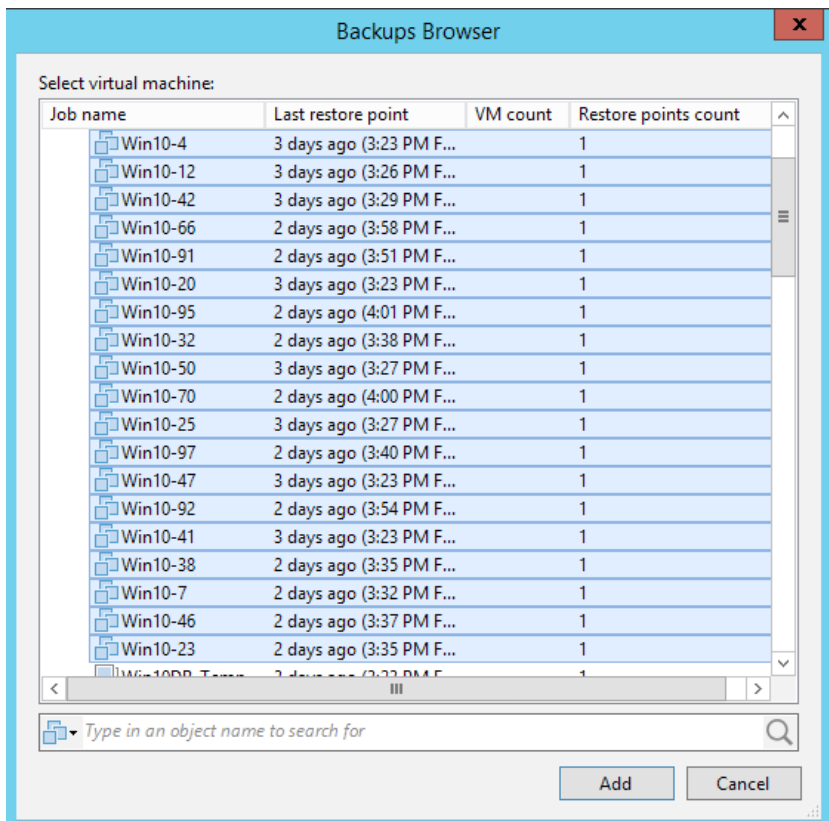 Backups Browser
x
Select virtual machine:
Job name Last restore point VM count Restore points count
Win10-4 3 days ago (3:23 PM F... 1
Win10-12 3 days ago (3:26 PM F... 1
Win10-42 3 days ago (3:29 PM F... 1
Win10-66 2 days ago (3:58 PM F... 1
Win10-91 2 days ago (3:51 PM F... 1
Win10-20 3 days ago (3:23 PM F... 1
Win10-95 2 days ago (4:01 PM F... 1
Win10-32 2 days ago (3:38 PM F... 1
Win10-50 3 days ago (3:27 PM F... 1
Win10-70 2 days ago (4:00 PM F... 1
Win10-25 3 days ago (3:27 PM F... 1
Win10-97 2 days ago (3:40 PM F... 1
Win10-47 3 days ago (3:23 PM F... 1
Win10-92 2 days ago (3:54 PM F... 1
Win10-41 3 days ago (3:23 PM F... 1
Win10-38 2 days ago (3:35 PM F... 1
Win10-7 2 days ago (3:32 PM F... 1
Win10-46 2 days ago (3:37 PM F... 1
Win10-23 2 days ago (3:35 PM F... 1
days ago PM F... 1
Type in an object name to search for
Add Cancel